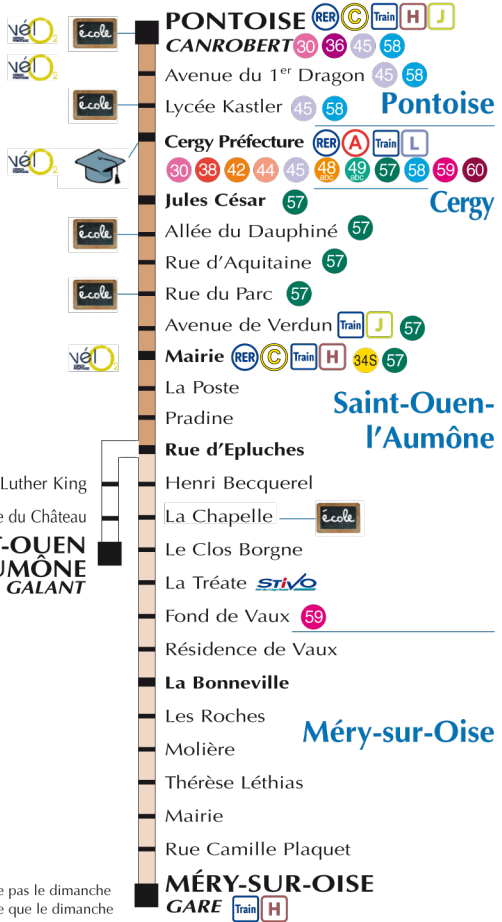 vélO2 école PONTOISE RER C Train H J
CANROBERT 30 36 45 58
vélO2 Avenue du 1er Dragon 45 58
école Lycée Kastler 45 58
Pontoise
Cergy Préfecture RER A Train L
vélO2
30 38 42 44 45 48abc 49abc 57 58 59 60
Jules César 57
Cergy
école Allée du Dauphiné 57
Rue d'Aquitaine 57
école Rue du Parc 57
Avenue de Verdun Train J 57
vélO2 Mairie RER C Train H 34S 57
La Poste
Saint-Ouen-
l'Aumône
Pradine
Rue d'Epluches
Luther King
Henri Becquerel
du Château
La Chapelle école
T-OUEN
UMÔNE
GALANT
Le Clos Borgne
La Tréate STIVO
Fond de Vaux 59
Résidence de Vaux
La Bonneville
Les Roches
Méry-sur-Oise
Molière
Thérèse Léthias
Mairie
Rue Camille Plaquet
MÉRY-SUR-OISE
GARE Train H
e pas le dimanche
e que le dimanche